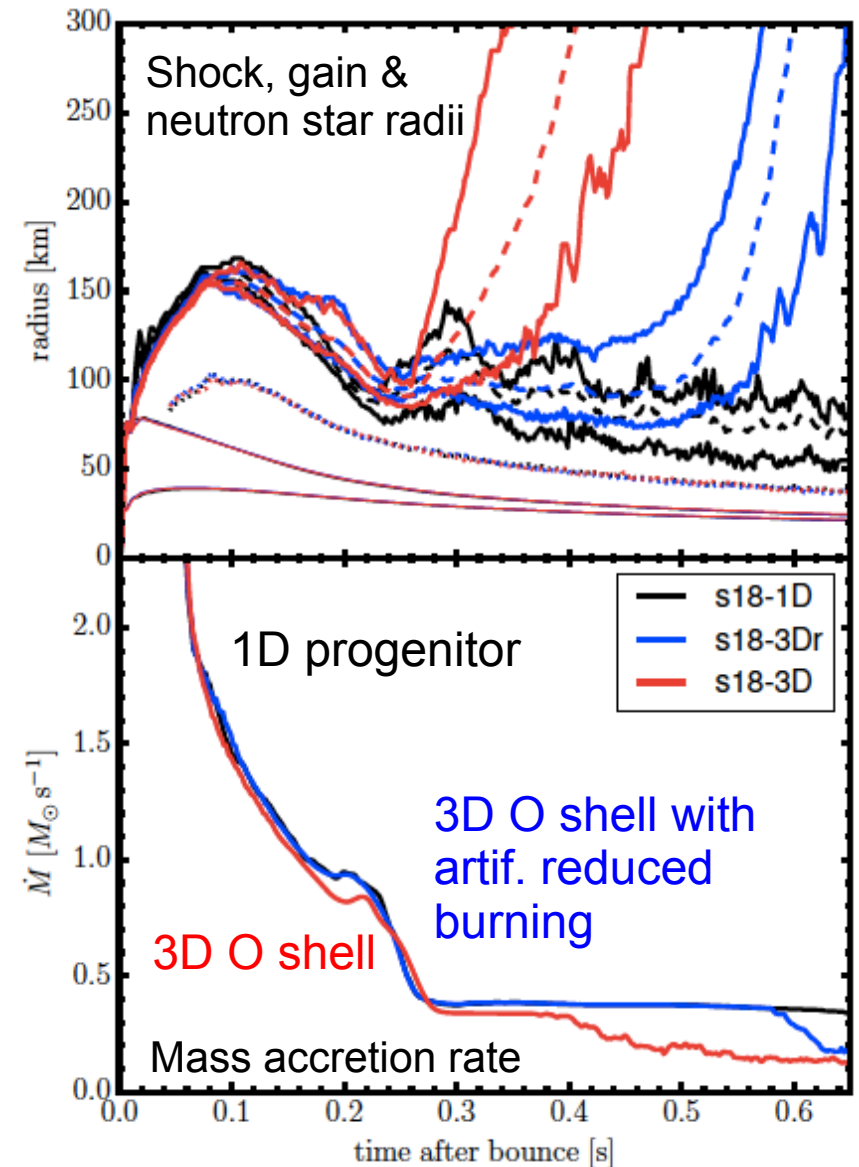 300
250
200
150
100
50
0
radius [km]
Shock, gain &
neutron star radii
2.0
1.5
1.0
0.5
0.0
Ṁ [M⊙ s⁻¹]
s18-1D
s18-3Dr
s18-3D
1D progenitor
3D O shell with
artif. reduced
burning
3D O shell
Mass accretion rate
0.0 0.1 0.2 0.3 0.4 0.5 0.6
time after bounce [s]